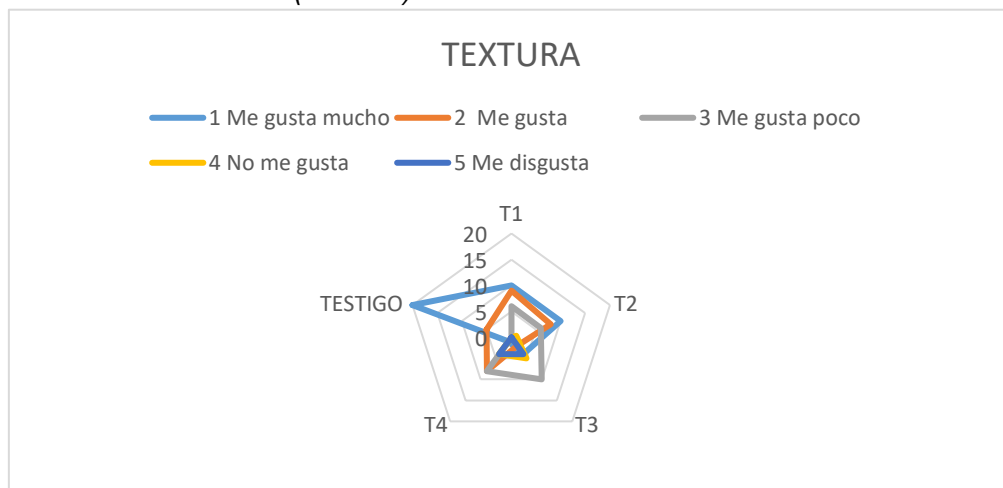 TEXTURA
1 Me gusta mucho 2 Me gusta 3 Me gusta poco
4 No me gusta 5 Me disgusta
T1
20
15
10
5
0
TESTIGO
T2
T4
T3